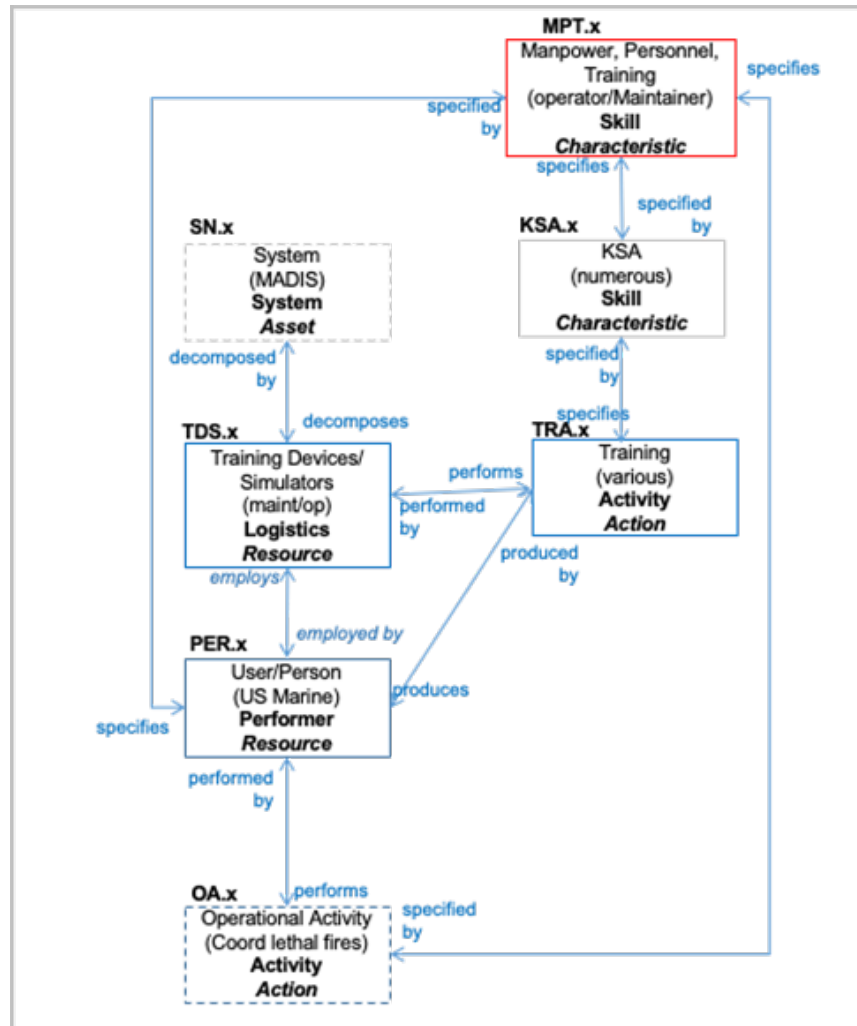 MPT.x
Manpower, Personnel,
Training
(operator/Maintainer)
Skill
Characteristic
specifies
specified
by
specifies
specified
by
SN.x
System
(MADIS)
System
Asset
KSA.x
KSA
(numerous)
Skill
Characteristic
decomposed
by
decomposes
specified
by
specifies
TDS.x
Training Devices/
Simulators
(maint/op)
Logistics
Resource
TRA.x
Training
(various)
Activity
Action
performs
performed
by
produced
by
employs
employed by
PER.x
User/Person
(US Marine)
Performer
Resource
produces
specifies
performed
by
performs
OA.x
Operational Activity
(Coord lethal fires)
Activity
Action
specified
by